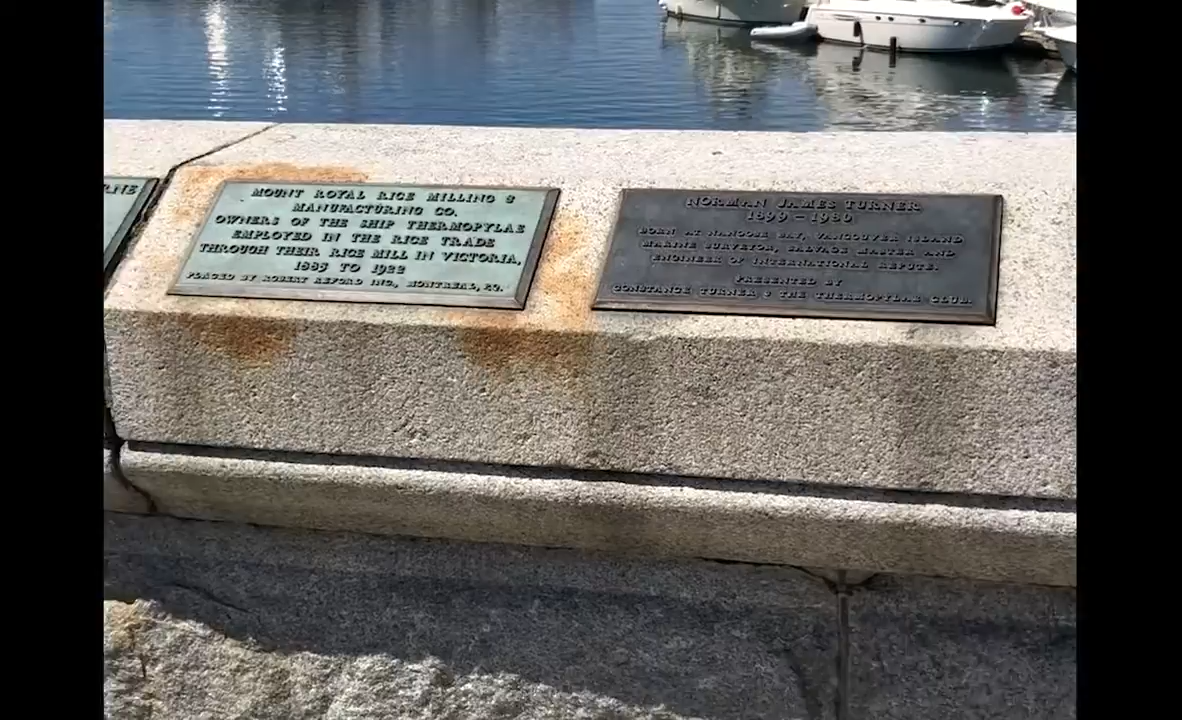 RNE
MOUNT ROYAL RICE MILLING &
MANUFACTURING CO.
OWNERS OF THE SHIP THERMOPYLAE
EMPLOYED IN THE RICE TRADE
THROUGH THEIR RICE MILL IN VICTORIA,
1885 TO 1922
PLACED BY ROBERT REFORD INC., MONTREAL, P.Q.
NORMAN JAMES TURNER
1899 – 1980
BORN AT NANOOSE BAY, VANCOUVER ISLAND
MARINE SURVEYOR, SALVAGE MASTER AND
ENGINEER OF INTERNATIONAL REPUTE.
PRESENTED BY
CONSTANCE TURNER & THE THERMOPYLAE CLUB.